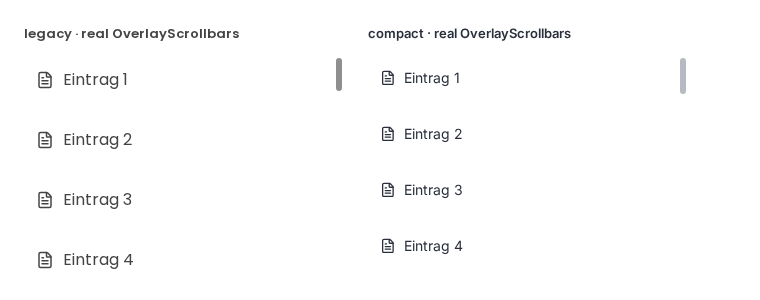 legacy · real OverlayScrollbars
Eintrag 1
Eintrag 2
Eintrag 3
Eintrag 4
compact · real OverlayScrollbars
Eintrag 1
Eintrag 2
Eintrag 3
Eintrag 4